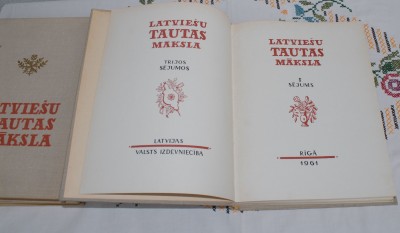 LATVIEŠU
TAUTAS
MĀKSLA
LATVIEŠU
TAUTAS
MĀKSLA
TRIJOS
SĒJUMOS
LATVIJAS
VALSTS IZDEVNIECĪBA
LATVIEŠU
TAUTAS
MĀKSLA
I
SĒJUMS
RĪGĀ
1961